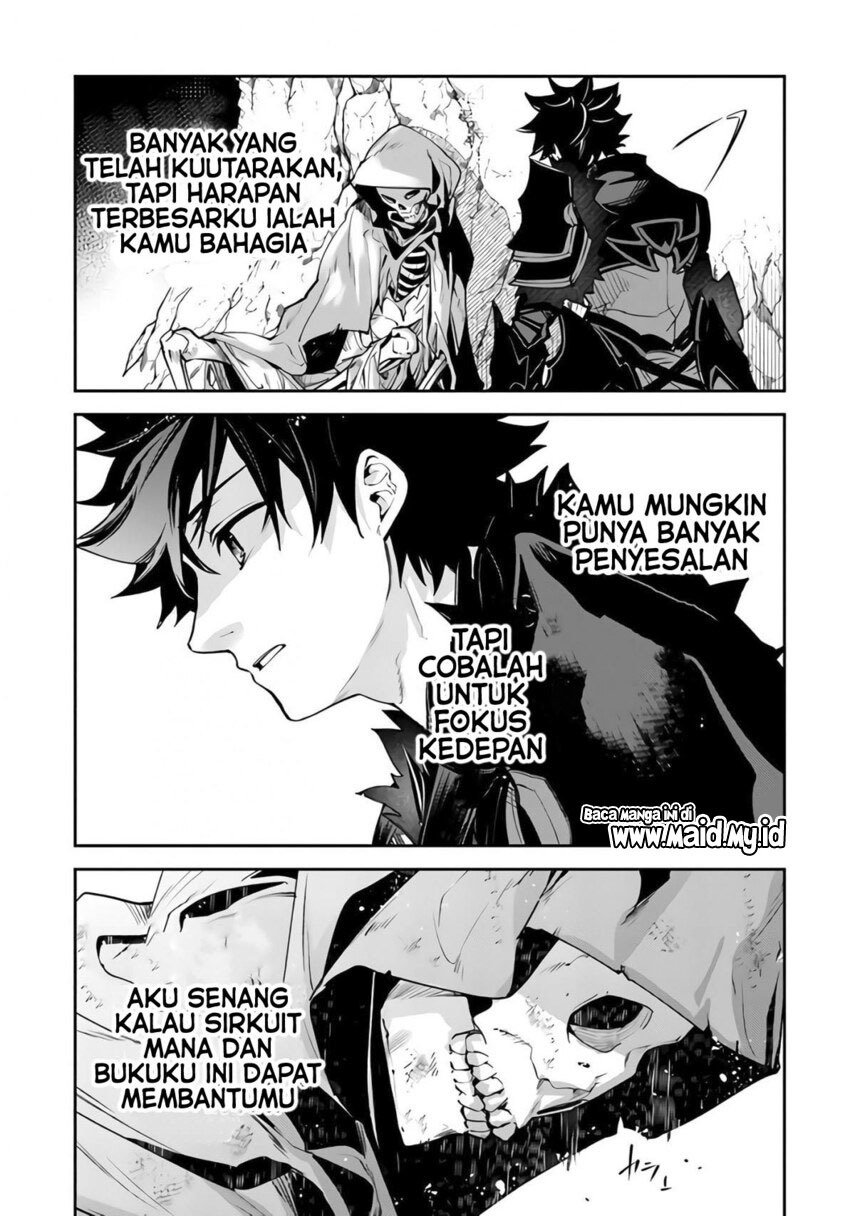 BANYAK YANG
TELAH KUUTARAKAN,
TAPI HARAPAN
TERBESARKU IALAH
KAMU BAHAGIA
KAMU MUNGKIN
PUNYA BANYAK
PENYESALAN
TAPI
COBALAH
UNTUK
FOKUS
KEDEPAN
Baca manga ini di
www.Maid.My.id
AKU SENANG
KALAU SIRKUIT
MANA DAN
BUKUKU INI DAPAT
MEMBANTUMU
カラ…